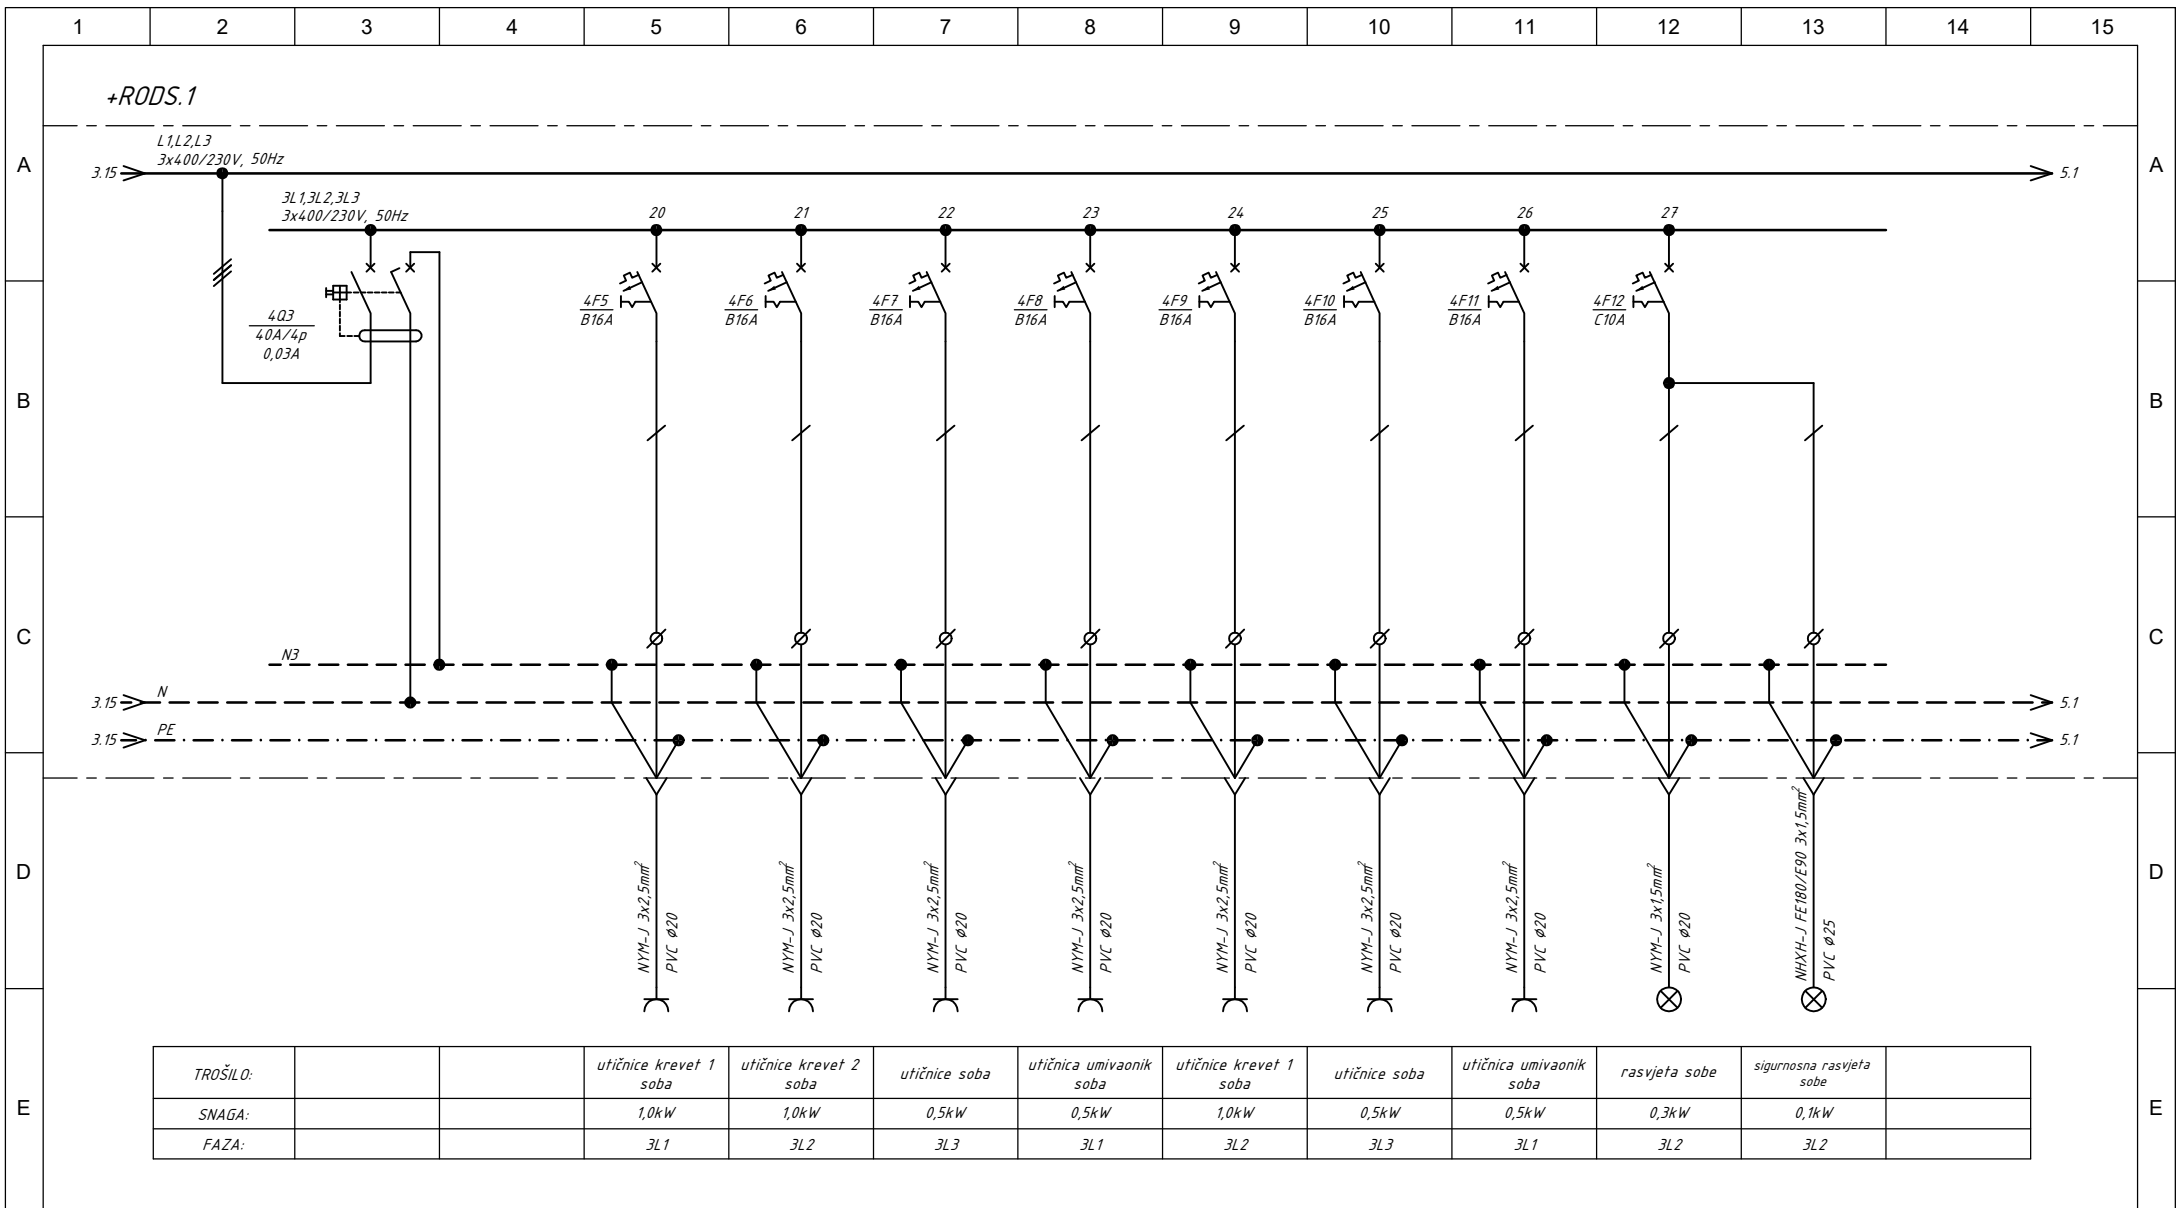 1 2 3 4 5 6 7 8 9 10 11 12 13 14 15
+RODS.1
A A
L1,L2,L3
3x400/230V, 50Hz
3.15 5.1
3L1,3L2,3L3
3x400/230V, 50Hz
20 21 22 23 24 25 26 27
4Q3
40A/4p
0,03A
4F5 4F6 4F7 4F8 4F9 4F10 4F11 4F12
B16A B16A B16A B16A B16A B16A B16A C10A
B B
C C
N3
3.15 N 5.1
3.15 PE 5.1
D D
NYM-J 3x2,5mm²
PVC ø20
NYM-J 3x2,5mm²
PVC ø20
NYM-J 3x2,5mm²
PVC ø20
NYM-J 3x2,5mm²
PVC ø20
NYM-J 3x2,5mm²
PVC ø20
NYM-J 3x2,5mm²
PVC ø20
NYM-J 3x2,5mm²
PVC ø20
NYM-J 3x1,5mm²
PVC ø20
NHXH-J FE180/E90 3x1,5mm²
PVC ø25
E E
TROŠILO: utičnice krevet 1 soba utičnice krevet 2 soba utičnice soba utičnica umivaonik soba utičnice krevet 1 soba utičnice soba utičnica umivaonik soba rasvjeta sobe sigurnosna rasvjeta sobe
SNAGA: 1,0kW 1,0kW 0,5kW 0,5kW 1,0kW 0,5kW 0,5kW 0,3kW 0,1kW
FAZA: 3L1 3L2 3L3 3L1 3L2 3L3 3L1 3L2 3L2